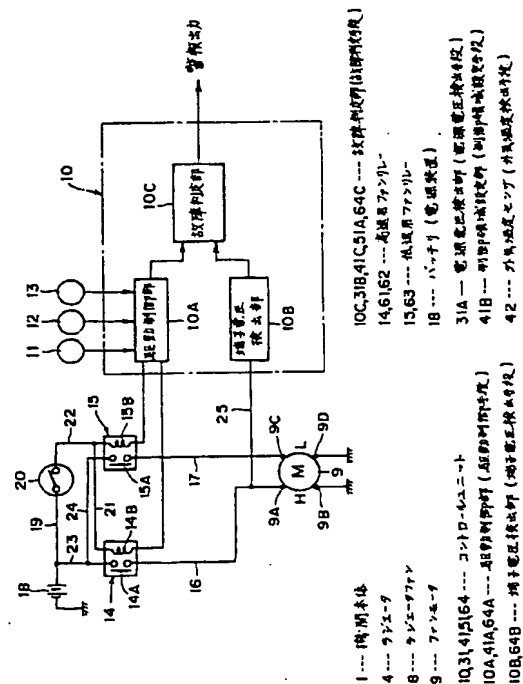 10
警報出力
10C
故障判定部
13
12
11
駆動制御部
10A
端子電圧
検出部
10B
22
15
15B
15A
20
19
24
21
23
14B
14
14A
18
25
17
16
9C
9D
L
M
9
H
9A
9B
1 --- 機関本体
4 --- ラジエータ
8 --- ラジエータファン
9 --- ファンモータ
10,31,41,51,64 --- コントロールユニット
10A,41A,64A --- 駆動制御部(駆動制御手段)
10B,64B --- 端子電圧検出部(端子電圧検出手段)
10C,31B,41C,51A,64C --- 故障判定部(故障判定手段)
14,61,62 --- 高速用ファンリレー
15,63 --- 低速用ファンリレー
18 --- バッテリ(電源装置)
31A --- 電源電圧検出部(電源電圧検出手段)
41B --- 制御領域設定部(制御領域設定手段)
42 --- 外気温度センサ(外気温度検出手段)